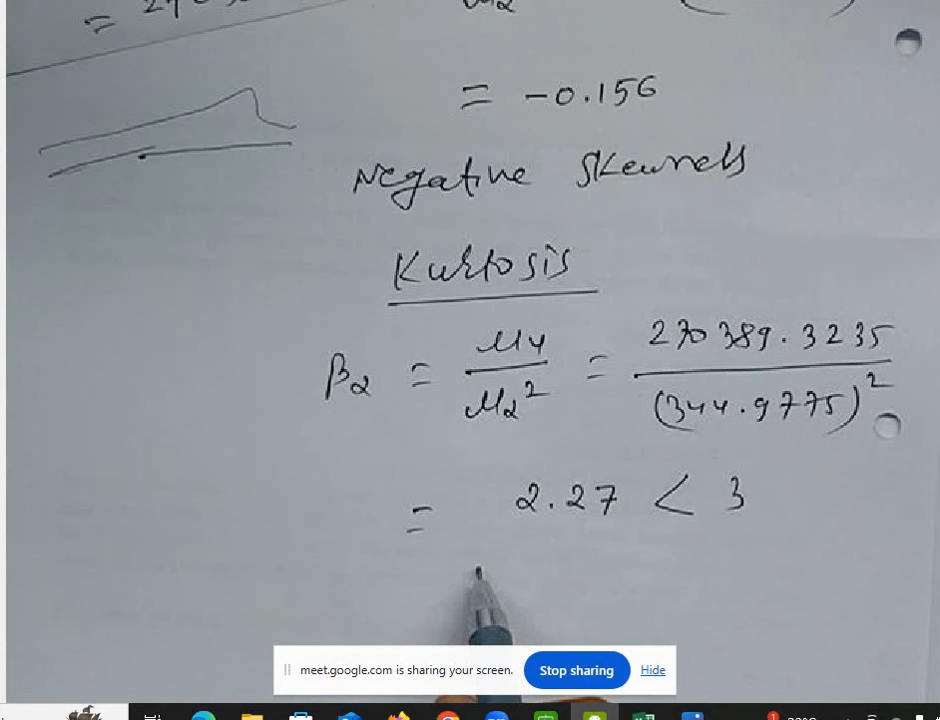 = -0.156
Negative Skewness
Kurtosis
β₂ = μ₄ / μ₂² = 270389.3235 / (344.9775)²
= 2.27 < 3
meet.google.com is sharing your screen. Stop sharing Hide